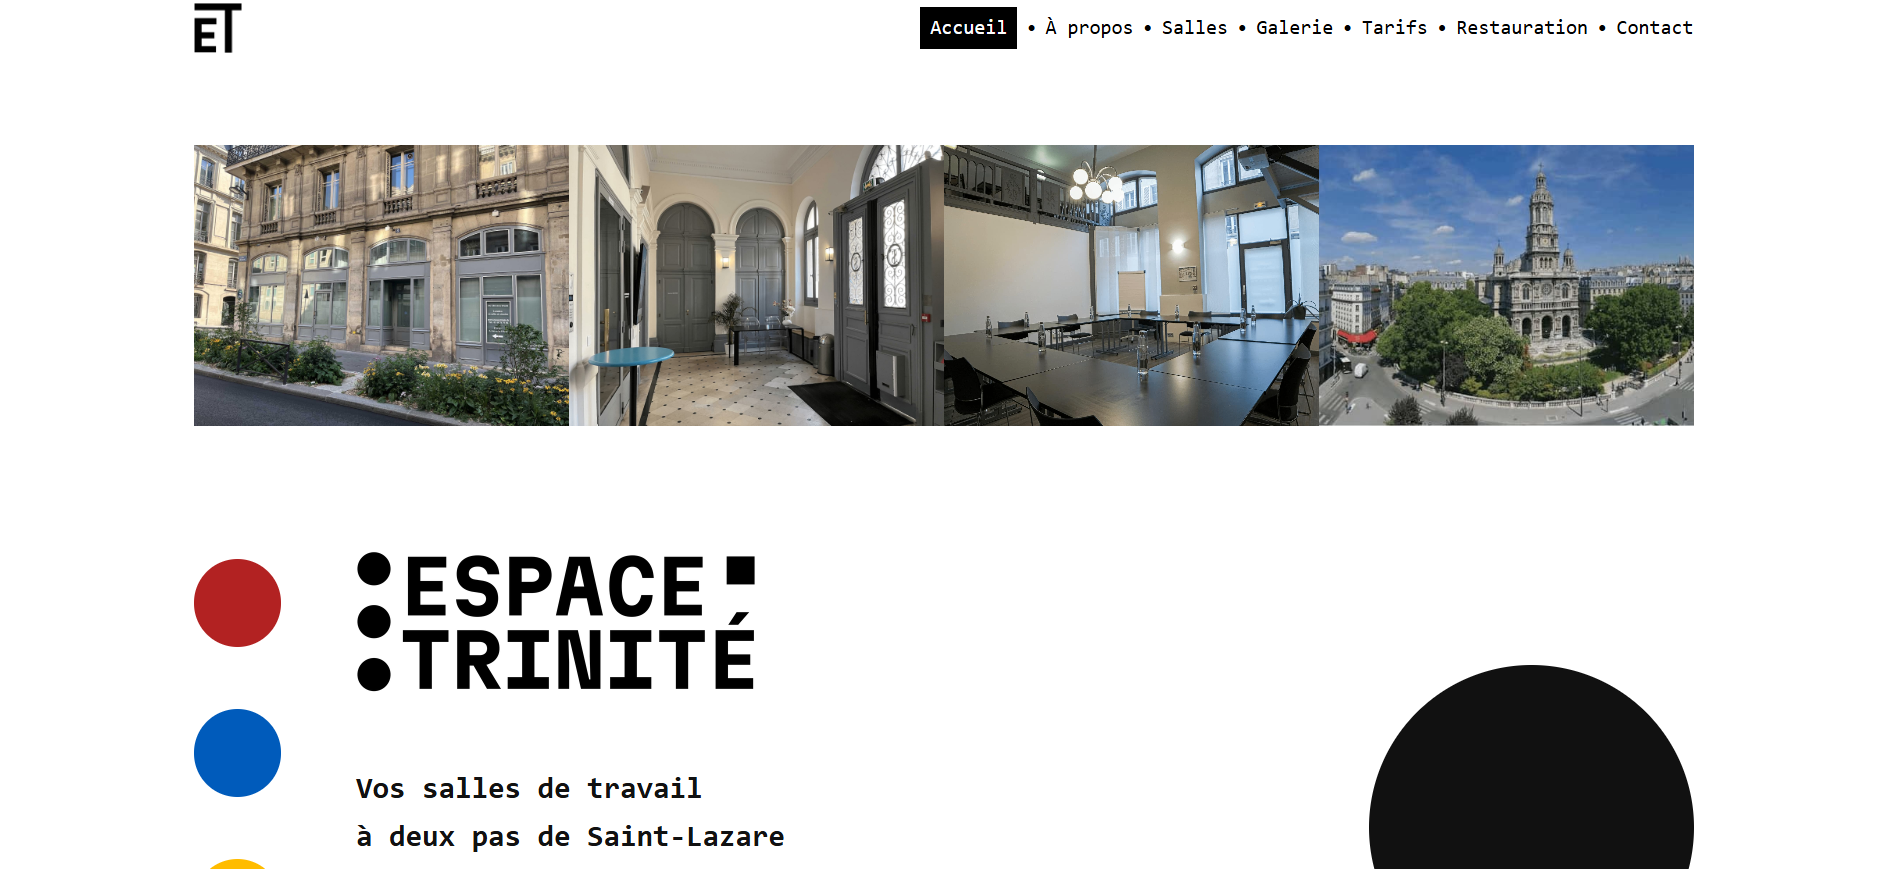 ET
Accueil • À propos • Salles • Galerie • Tarifs • Restauration • Contact
ESPACE
TRINITÉ
Vos salles de travail
à deux pas de Saint-Lazare